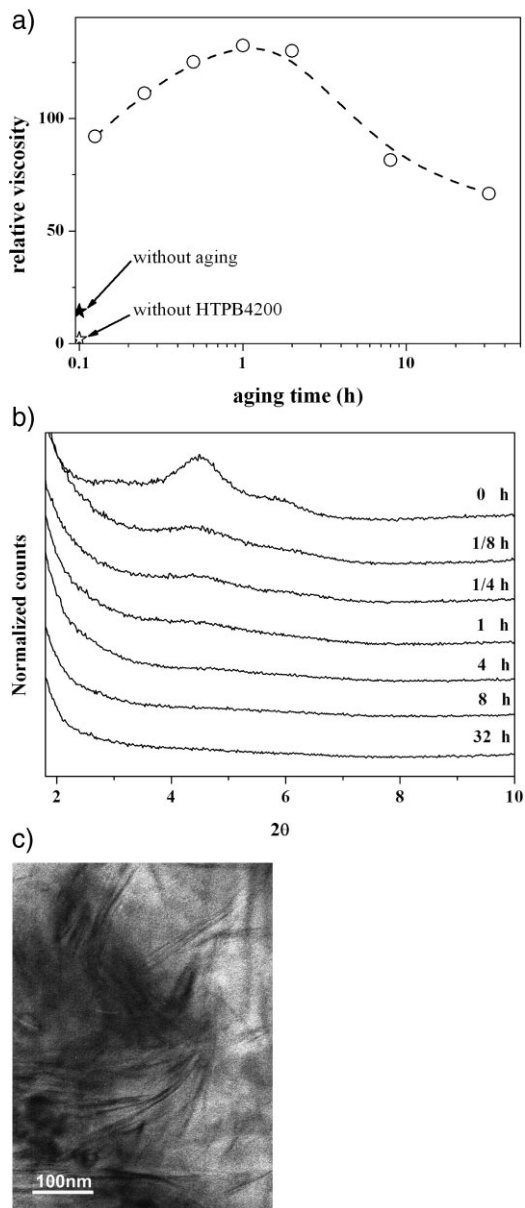 a)
100
50
0
0.1
1
10
relative viscosity
without aging
without HTPB4200
aging time (h)
b)
Normalized counts
0 h
1/8 h
1/4 h
1 h
4 h
8 h
32 h
2
4
6
8
10
2θ
c)
100nm